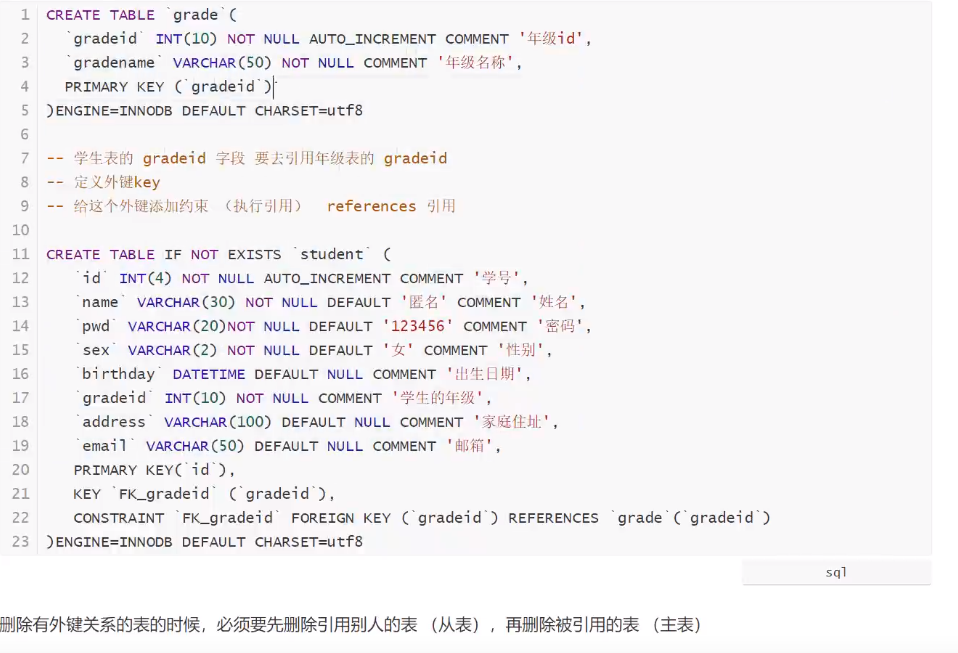 1 CREATE TABLE `grade`(
2 `gradeid` INT(10) NOT NULL AUTO_INCREMENT COMMENT '年级id',
3 `gradename` VARCHAR(50) NOT NULL COMMENT '年级名称',
4 PRIMARY KEY (`gradeid`)
5 )ENGINE=INNODB DEFAULT CHARSET=utf8
6
7 -- 学生表的 gradeid 字段 要去引用年级表的 gradeid
8 -- 定义外键key
9 -- 给这个外键添加约束 （执行引用） references 引用
10
11 CREATE TABLE IF NOT EXISTS `student` (
12 `id` INT(4) NOT NULL AUTO_INCREMENT COMMENT '学号',
13 `name` VARCHAR(30) NOT NULL DEFAULT '匿名' COMMENT '姓名',
14 `pwd` VARCHAR(20)NOT NULL DEFAULT '123456' COMMENT '密码',
15 `sex` VARCHAR(2) NOT NULL DEFAULT '女' COMMENT '性别',
16 `birthday` DATETIME DEFAULT NULL COMMENT '出生日期',
17 `gradeid` INT(10) NOT NULL COMMENT '学生的年级',
18 `address` VARCHAR(100) DEFAULT NULL COMMENT '家庭住址',
19 `email` VARCHAR(50) DEFAULT NULL COMMENT '邮箱',
20 PRIMARY KEY(`id`),
21 KEY `FK_gradeid` (`gradeid`),
22 CONSTRAINT `FK_gradeid` FOREIGN KEY (`gradeid`) REFERENCES `grade`(`gradeid`)
23 )ENGINE=INNODB DEFAULT CHARSET=utf8
sql
删除有外键关系的表的时候，必须要先删除引用别人的表 （从表），再删除被引用的表 （主表）